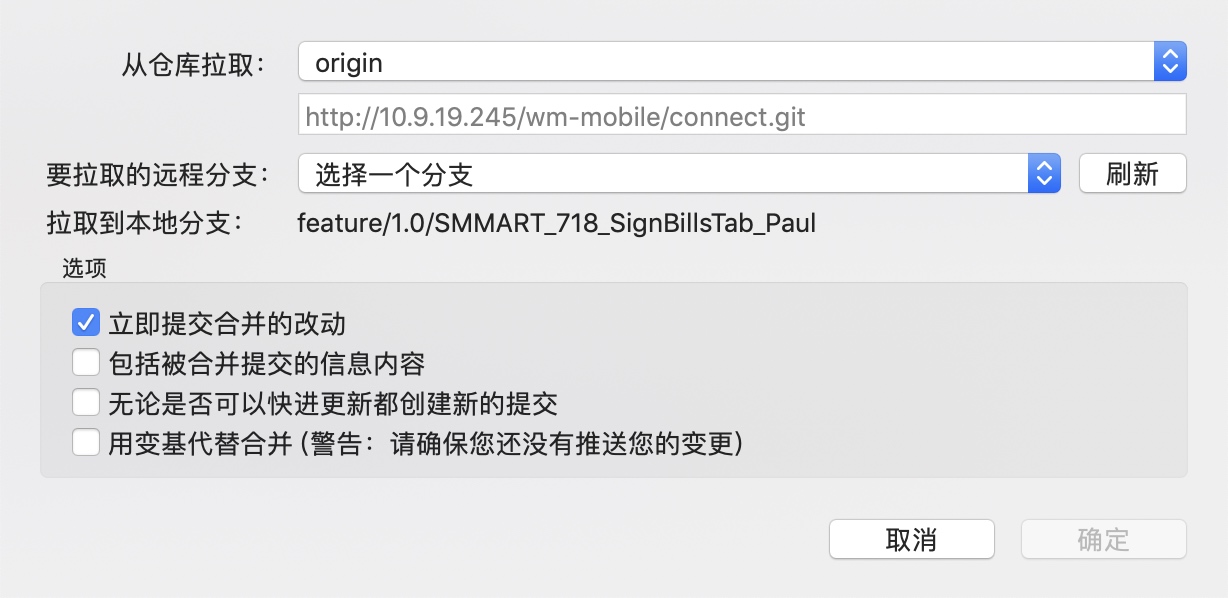 从仓库拉取： origin
http://10.9.19.245/wm-mobile/connect.git
要拉取的远程分支： 选择一个分支 刷新
拉取到本地分支： feature/1.0/SMMART_718_SignBillsTab_Paul
选项
立即提交合并的改动
包括被合并提交的信息内容
无论是否可以快进更新都创建新的提交
用变基代替合并 (警告：请确保您还没有推送您的变更)
取消 确定